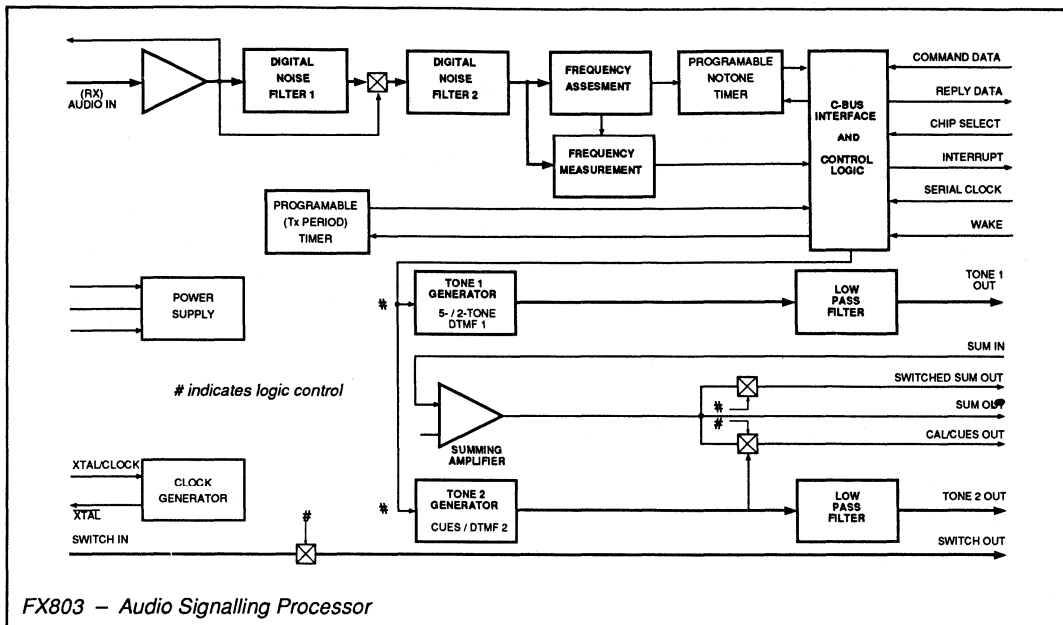 (RX)
AUDIO IN
DIGITAL
NOISE
FILTER 1
DIGITAL
NOISE
FILTER 2
FREQUENCY
ASSESMENT
PROGRAMABLE
NOTONE
TIMER
FREQUENCY
MEASUREMENT
C-BUS
INTERFACE
AND
CONTROL
LOGIC
COMMAND DATA
REPLY DATA
CHIP SELECT
INTERRUPT
SERIAL CLOCK
WAKE
PROGRAMABLE
(Tx PERIOD)
TIMER
POWER
SUPPLY
#
TONE 1
GENERATOR
5- / 2-TONE
DTMF 1
LOW
PASS
FILTER
TONE 1
OUT
# indicates logic control
SUMMING
AMPLIFIER
SUM IN
SWITCHED SUM OUT
#
SUM OUT
#
CAL/CUES OUT
XTAL/CLOCK
CLOCK
GENERATOR
XTAL
#
TONE 2
GENERATOR
CUES / DTMF 2
LOW
PASS
FILTER
TONE 2 OUT
SWITCH IN
#
SWITCH OUT
FX803 – Audio Signalling Processor